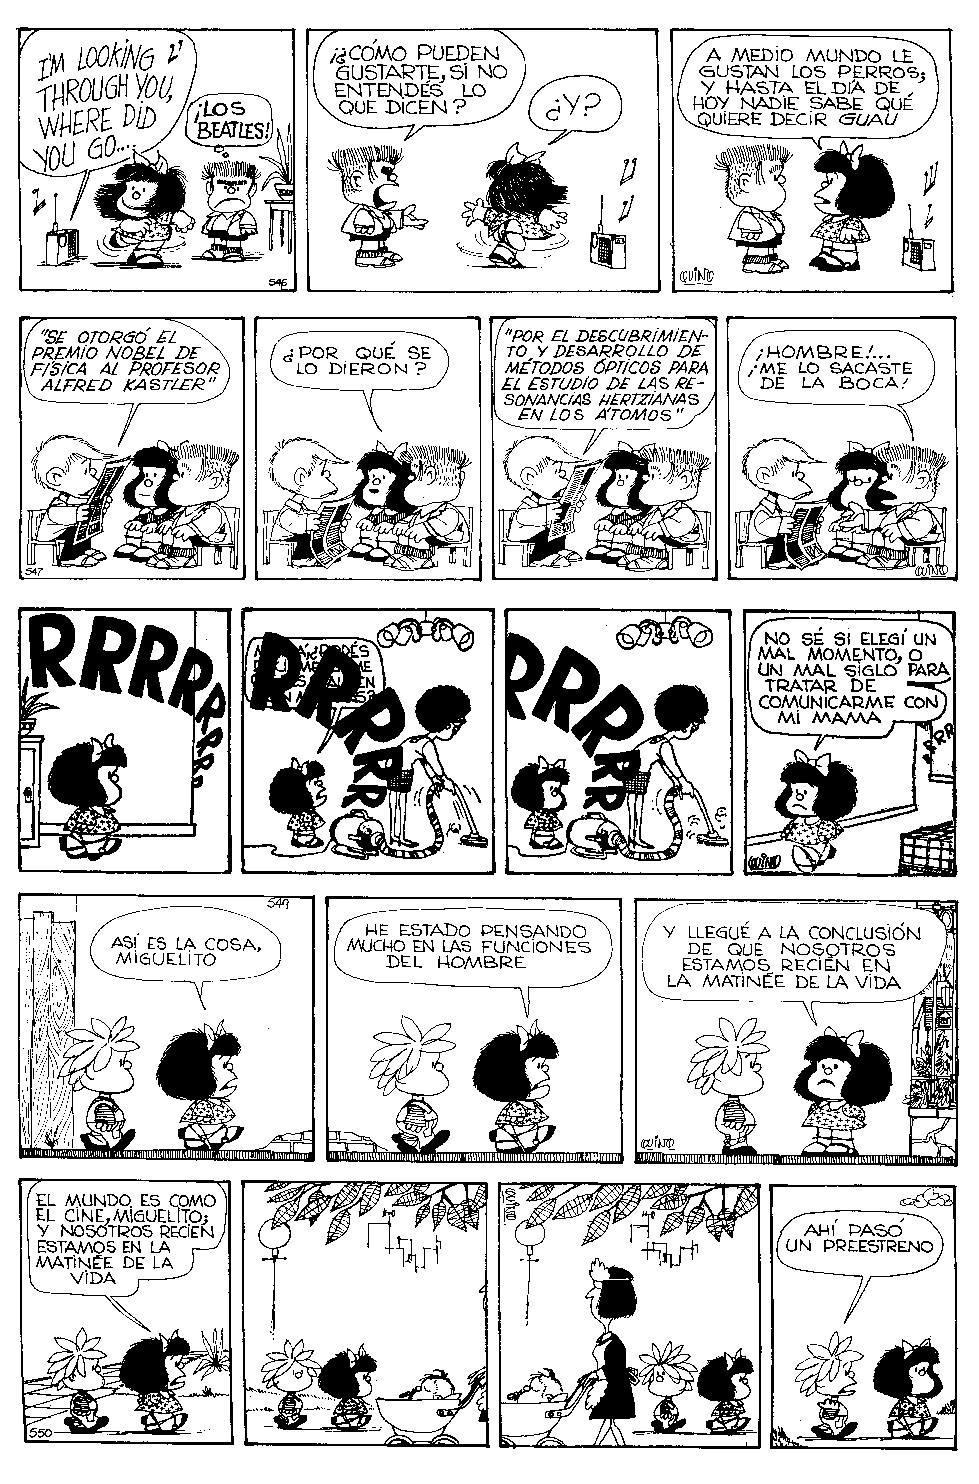 I'M LOOKING
THROUGH YOU,
WHERE DID
YOU GO...
¡LOS
BEATLES!
546
¡¿CÓMO PUEDEN
GUSTARTE, SI NO
ENTENDÉS LO
QUE DICEN?
¿Y?
A MEDIO MUNDO LE
GUSTAN LOS PERROS;
Y HASTA EL DÍA DE
HOY NADIE SABE QUÉ
QUIERE DECIR GUAU
QUINO
"SE OTORGÓ EL
PREMIO NOBEL DE
FÍSICA AL PROFESOR
ALFRED KASTLER"
547
¿POR QUÉ SE
LO DIERON?
"POR EL DESCUBRIMIEN-
TO Y DESARROLLO DE
MÉTODOS ÓPTICOS PARA
EL ESTUDIO DE LAS RE-
SONANCIAS HERTZIANAS
EN LOS ÁTOMOS"
¡HOMBRE!...
¡ME LO SACASTE
DE LA BOCA!
QUINO
RRRRRRRR
RRRRRR
RRRRRR
NO SÉ SI ELEGÍ UN
MAL MOMENTO, O
UN MAL SIGLO PARA
TRATAR DE
COMUNICARME CON
MI MAMÁ
RRRR
QUINO
ASÍ ES LA COSA,
MIGUELITO
549
HE ESTADO PENSANDO
MUCHO EN LAS FUNCIONES
DEL HOMBRE
Y LLEGUÉ A LA CONCLUSIÓN
DE QUE NOSOTROS
ESTAMOS RECIÉN EN
LA MATINÉE DE LA VIDA
QUINO
EL MUNDO ES COMO
EL CINE, MIGUELITO;
Y NOSOTROS RECIÉN
ESTAMOS EN LA
MATINÉE DE LA
VIDA
550
QUINO
AHÍ PASÓ
UN PREESTRENO